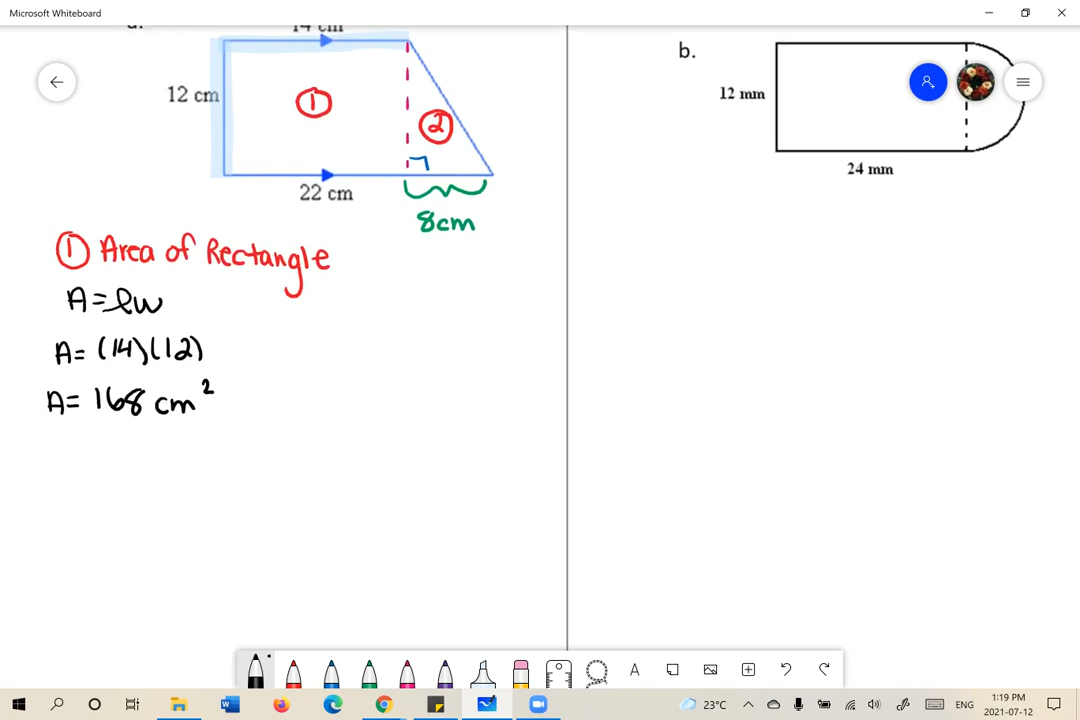 Microsoft Whiteboard
a.
14 cm
12 cm
1
2
22 cm
8cm
① Area of Rectangle
A = lw
A = (14)(12)
A = 168 cm²
b.
12 mm
24 mm
A
23°C
ENG
1:19 PM
2021-07-12